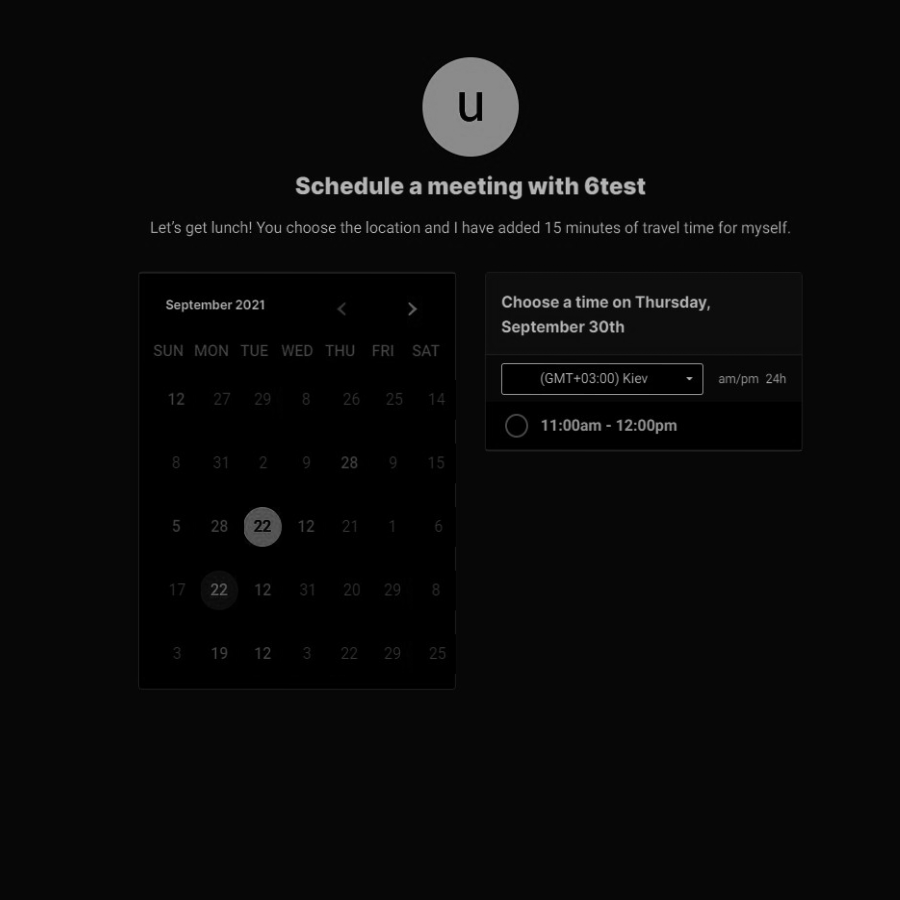 u
Schedule a meeting with 6test
Let's get lunch! You choose the location and I have added 15 minutes of travel time for myself.
September 2021
SUN MON TUE WED THU FRI SAT
12 27 29 8 26 25 14
8 31 2 9 28 9 15
5 28 22 12 21 1 6
17 22 12 31 20 29 8
3 19 12 3 22 29 25
Choose a time on Thursday,
September 30th
(GMT+03:00) Kiev am/pm 24h
11:00am - 12:00pm